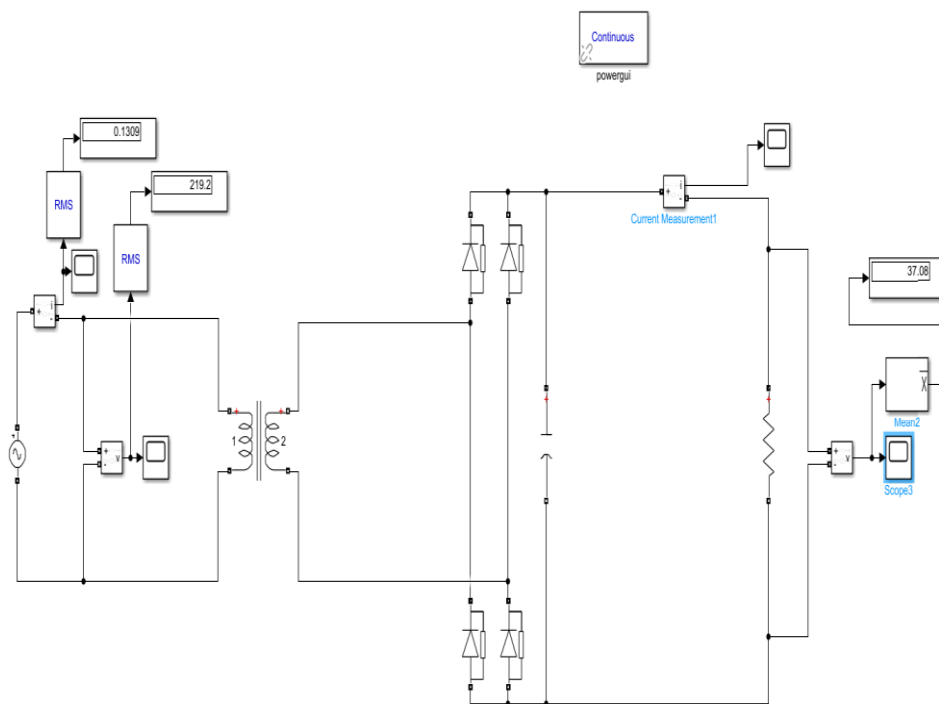 Continuous
powergui
0.1309
219.2
RMS
RMS
i
+
-
Current Measurement1
37.08
i
+
-
1
2
+
-
v
+
-
v
X
Mean2
Scope3